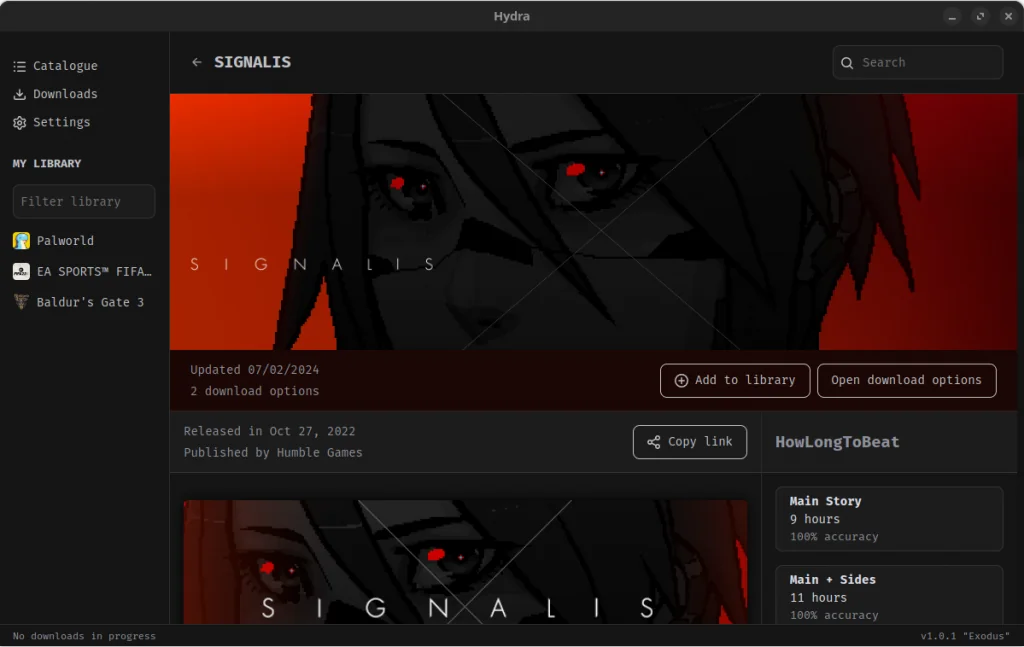 Hydra
Catalogue
Downloads
Settings
MY LIBRARY
Filter library
Palworld
EA SPORTS™ FIFA…
Baldur's Gate 3
SIGNALIS
Search
SIGNALIS
Updated 07/02/2024
2 download options
Add to library
Open download options
Released in Oct 27, 2022
Published by Humble Games
Copy link
HowLongToBeat
Main Story
9 hours
100% accuracy
Main + Sides
11 hours
100% accuracy
SIGNALIS
No downloads in progress
v1.0.1 "Exodus"